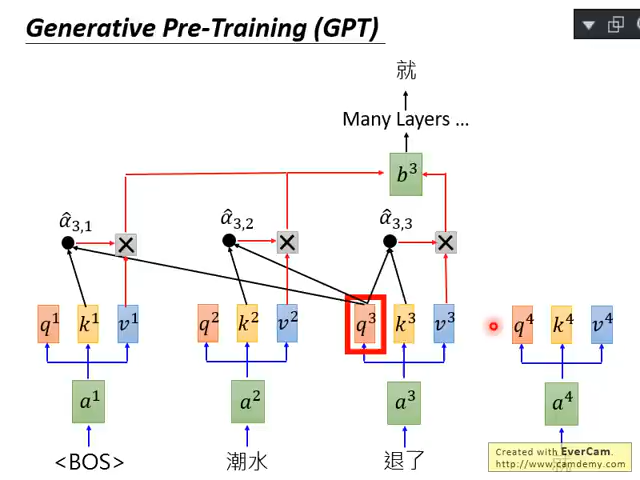 Generative Pre-Training (GPT)
就
Many Layers …
b³
α̂₃,₁
α̂₃,₂
α̂₃,₃
q¹ k¹ v¹ q² k² v² q³ k³ v³ q⁴ k⁴ v⁴
a¹ a² a³ a⁴
<BOS> 潮水 退了
Created with EverCam.
http://www.camdemy.com